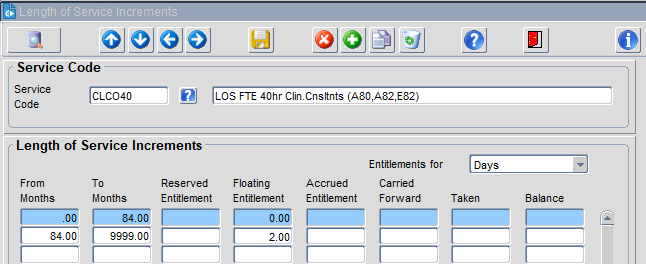 Length of Service Increments
Service Code
Service Code CLCO40 ? LOS FTE 40hr Clin.Cnsltnts (A80,A82,E82)
Length of Service Increments
Entitlements for Days
From Months To Months Reserved Entitlement Floating Entitlement Accrued Entitlement Carried Forward Taken Balance
.00 84.00 0.00
84.00 9999.00 2.00